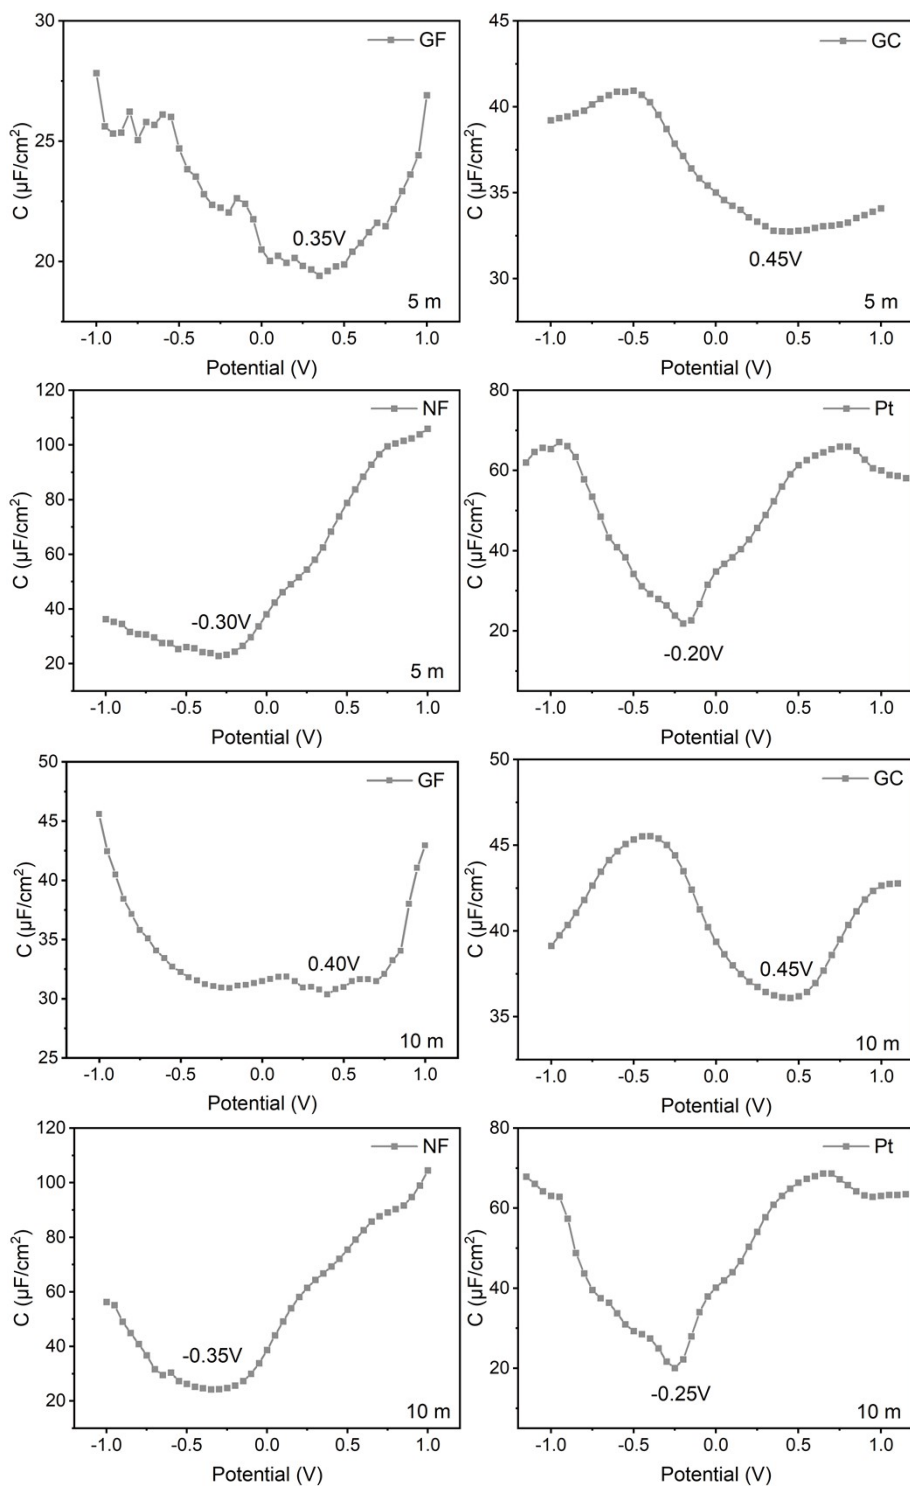 30
25
20
C (μF/cm²)
GF
0.35V
5 m
-1.0 -0.5 0.0 0.5 1.0
Potential (V)
45
40
35
30
C (μF/cm²)
GC
0.45V
5 m
-1.0 -0.5 0.0 0.5 1.0
Potential (V)
120
100
80
60
40
20
C (μF/cm²)
NF
-0.30V
5 m
-1.0 -0.5 0.0 0.5 1.0
Potential (V)
80
60
40
20
C (μF/cm²)
Pt
-0.20V
5 m
-1.0 -0.5 0.0 0.5 1.0
Potential (V)
50
45
40
35
30
25
C (μF/cm²)
GF
0.40V
10 m
-1.0 -0.5 0.0 0.5 1.0
Potential (V)
50
45
40
35
C (μF/cm²)
GC
0.45V
10 m
-1.0 -0.5 0.0 0.5 1.0
Potential (V)
120
100
80
60
40
20
C (μF/cm²)
NF
-0.35V
10 m
-1.0 -0.5 0.0 0.5 1.0
Potential (V)
80
60
40
20
C (μF/cm²)
Pt
-0.25V
10 m
-1.0 -0.5 0.0 0.5 1.0
Potential (V)